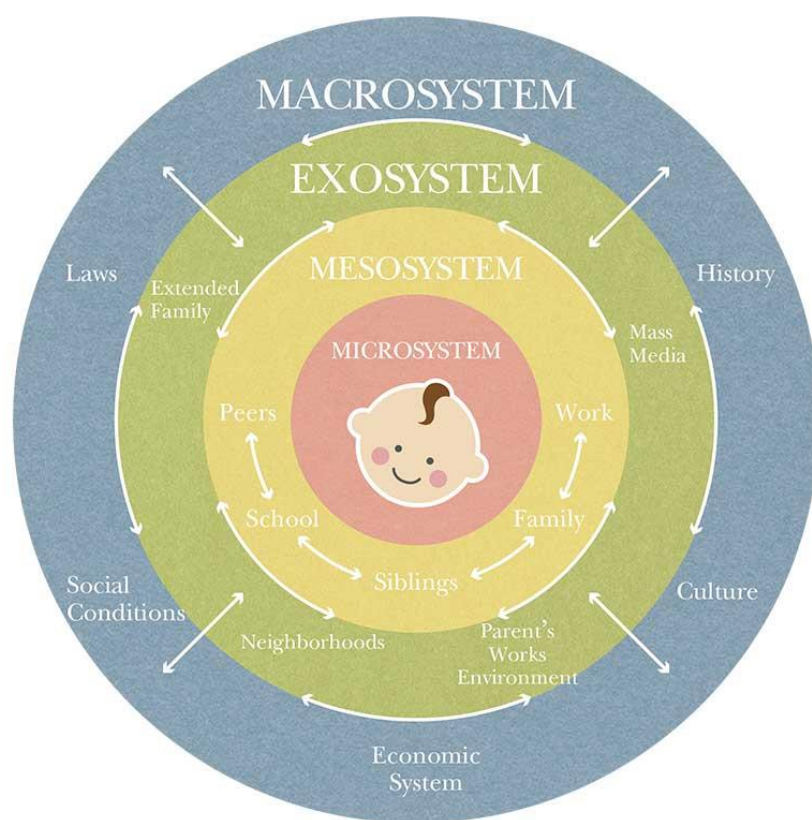 MACROSYSTEM
EXOSYSTEM
MESOSYSTEM
MICROSYSTEM
Laws
History
Extended
Family
Mass
Media
Peers
Work
School
Family
Siblings
Social
Conditions
Culture
Neighborhoods
Parent's
Works
Environment
Economic
System